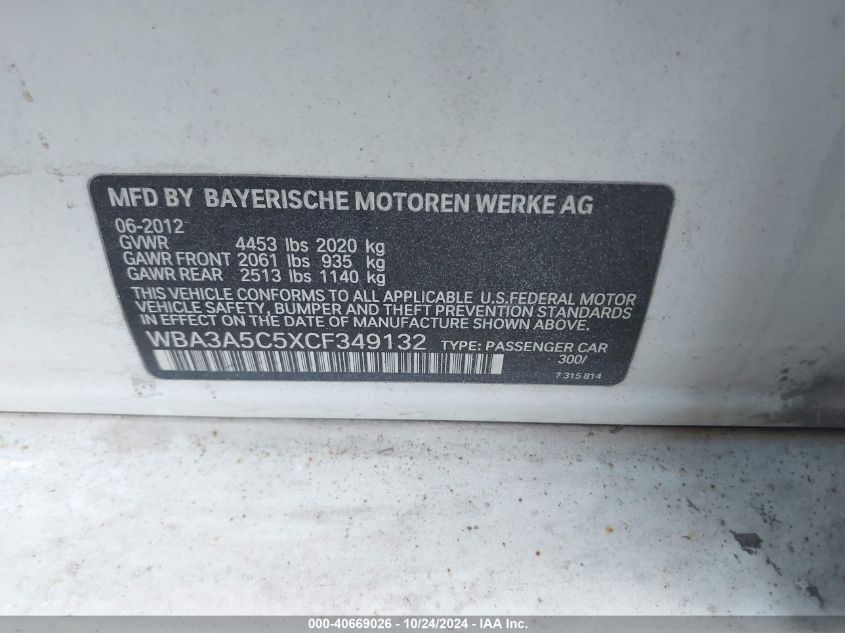 MFD BY BAYERISCHE MOTOREN WERKE AG
06-2012
GVWR 4453 lbs 2020 kg
GAWR FRONT 2061 lbs 935 kg
GAWR REAR 2513 lbs 1140 kg
THIS VEHICLE CONFORMS TO ALL APPLICABLE U.S.FEDERAL MOTOR
VEHICLE SAFETY, BUMPER AND THEFT PREVENTION STANDARDS
IN EFFECT ON THE DATE OF MANUFACTURE SHOWN ABOVE.
WBA3A5C5XCF349132 TYPE: PASSENGER CAR
300/
7 315 814
000-40669026 - 10/24/2024 - IAA Inc.